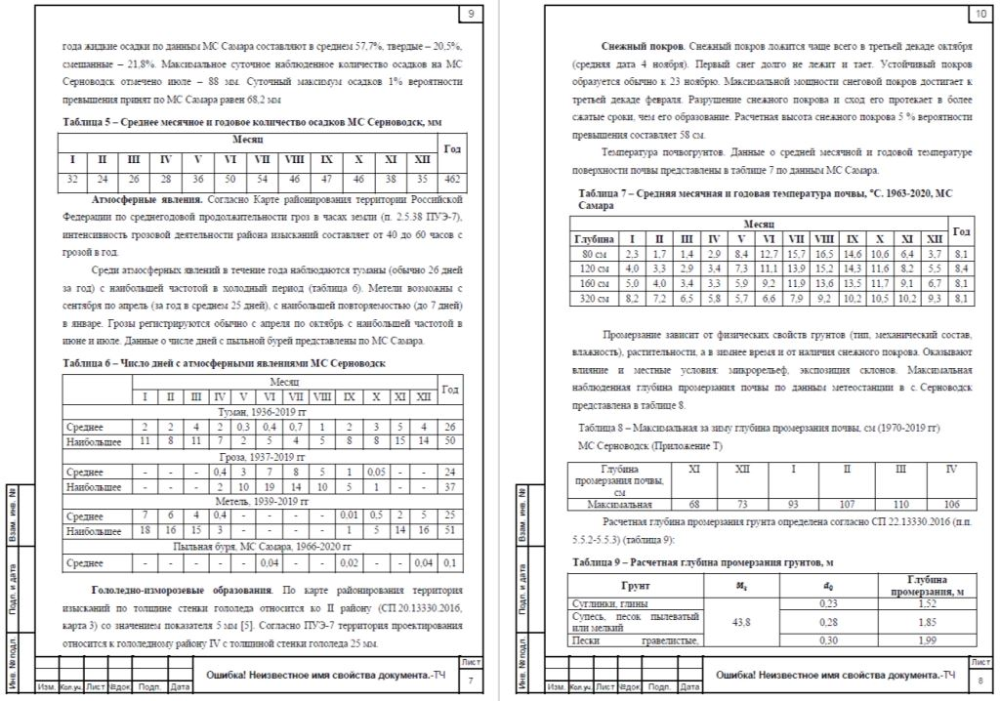 9
года жидкие осадки по данным МС Самара составляют в среднем 57,7%, твердые – 20,5%,
смешанные – 21,8%. Максимальное суточное наблюденное количество осадков на МС
Серноводск отмечено июле – 88 мм. Суточный максимум осадков 1% вероятности
превышения принят по МС Самара равен 68,2 мм
Таблица 5 – Среднее месячное и годовое количество осадков МС Серноводск, мм
Месяц Год
I II III IV V VI VII VIII IX X XI XII
32 24 26 28 36 50 54 46 47 46 38 35 462
Атмосферные явления. Согласно Карте районирования территории Российской
Федерации по среднегодовой продолжительности гроз в часах земли (п. 2.5.38 ПУЭ-7),
интенсивность грозовой деятельности района изысканий составляет от 40 до 60 часов с
грозой в год.
Среди атмосферных явлений в течение года наблюдаются туманы (обычно 26 дней
за год) с наибольшей частотой в холодный период (таблица 6). Метели возможны с
сентября по апрель (за год в среднем 25 дней), с наибольшей повторяемостью (до 7 дней)
в январе. Грозы регистрируются обычно с апреля по октябрь с наибольшей частотой в
июне и июле. Данные о числе дней с пыльной бурей представлены по МС Самара.
Таблица 6 – Число дней с атмосферными явлениями МС Серноводск
Месяц Год
I II III IV V VI VII VIII IX X XI XII
Туман, 1936-2019 гг
Среднее 2 2 4 2 0,3 0,4 0,7 1 2 3 5 4 26
Наибольшее 11 8 11 7 2 5 4 5 8 8 15 14 50
Гроза, 1937-2019 гг
Среднее - - - 0,4 3 7 8 5 1 0,05 - - 24
Наибольшее - - - 2 10 19 14 10 5 1 - - 37
Метель, 1939-2019 гг
Среднее 7 6 4 0,4 - - - - 0.01 0,5 2 5 25
Наибольшее 18 16 15 3 - - - - 1 5 14 16 51
Пыльная буря, МС Самара, 1966-2020 гг
Среднее - - - - - 0,04 - - 0,02 - - 0,04 0,1
Гололедно-изморозевые образования. По карте районирования территория
изысканий по толщине стенки гололеда относится ко II району (СП 20.13330.2016,
карта 3) со значением показателя 5 мм [5]. Согласно ПУЭ-7 территория проектирования
относится к гололедному району IV с толщиной стенки гололеда 25 мм.
Взам. инв. №
Подп. и дата
Инв. № подл.
Изм. Кол.уч. Лист №док. Подп. Дата
Ошибка! Неизвестное имя свойства документа.-ТЧ
Лист
7
10
Снежный покров. Снежный покров ложится чаще всего в третьей декаде октября
(средняя дата 4 ноября). Первый снег долго не лежит и тает. Устойчивый покров
образуется обычно к 23 ноябрю. Максимальной мощности снеговой покров достигает к
третьей декаде февраля. Разрушение снежного покрова и сход его протекает в более
сжатые сроки, чем его образование. Расчетная высота снежного покрова 5 % вероятности
превышения составляет 58 см.
Температура почвогрунтов. Данные о средней месячной и годовой температуре
поверхности почвы представлены в таблице 7 по данным МС Самара.
Таблица 7 – Средняя месячная и годовая температура почвы, °С. 1963-2020, МС
Самара
Месяц Год
Глубина I II III IV V VI VII VIII IX X XI XII
80 см 2,3 1,7 1,4 2,9 8,4 12,7 15,7 16,5 14,6 10,6 6,4 3,7 8.1
120 см 4,0 3,3 2,9 3,4 7,3 11,1 13,9 15,2 14,3 11,6 8,2 5,5 8,4
160 см 5,0 4,0 3,4 3,3 5,9 9,2 11,9 13,6 13,5 11,7 9,1 6,7 8.1
320 см 8,2 7,2 6,5 5,8 5,7 6,6 7,9 9,2 10,2 10,5 10,2 9,3 8,1
Промерзание зависит от физических свойств грунтов (тип, механический состав,
влажность), растительности, а в зимнее время и от наличия снежного покрова. Оказывают
влияние и местные условия: микрорельеф, экспозиция склонов. Максимальная
наблюденная глубина промерзания почвы по данным метеостанции в с. Серноводск
представлена в таблице 8.
Таблица 8 – Максимальная за зиму глубина промерзания почвы, см (1970-2019 гг)
МС Серноводск (Приложение Т)
Глубина XI XII I II III IV
промерзания почвы,
см
Максимальная 68 73 93 107 110 106
Расчетная глубина промерзания грунта определена согласно СП 22.13330.2016 (п.п.
5.5.2-5.5.3) (таблица 9):
Таблица 9 – Расчетная глубина промерзания грунтов, м
Грунт Mt d0 Глубина
промерзания, м
Суглинки, глины 0,23 1,52
Супесь, песок пылеватый
или мелкий 43,8 0,28 1,85
Пески гравелистые, 0,30 1,99
Взам. инв. №
Подп. и дата
Инв. № подл.
Изм. Кол.уч. Лист №док. Подп. Дата
Ошибка! Неизвестное имя свойства документа.-ТЧ
Лист
8